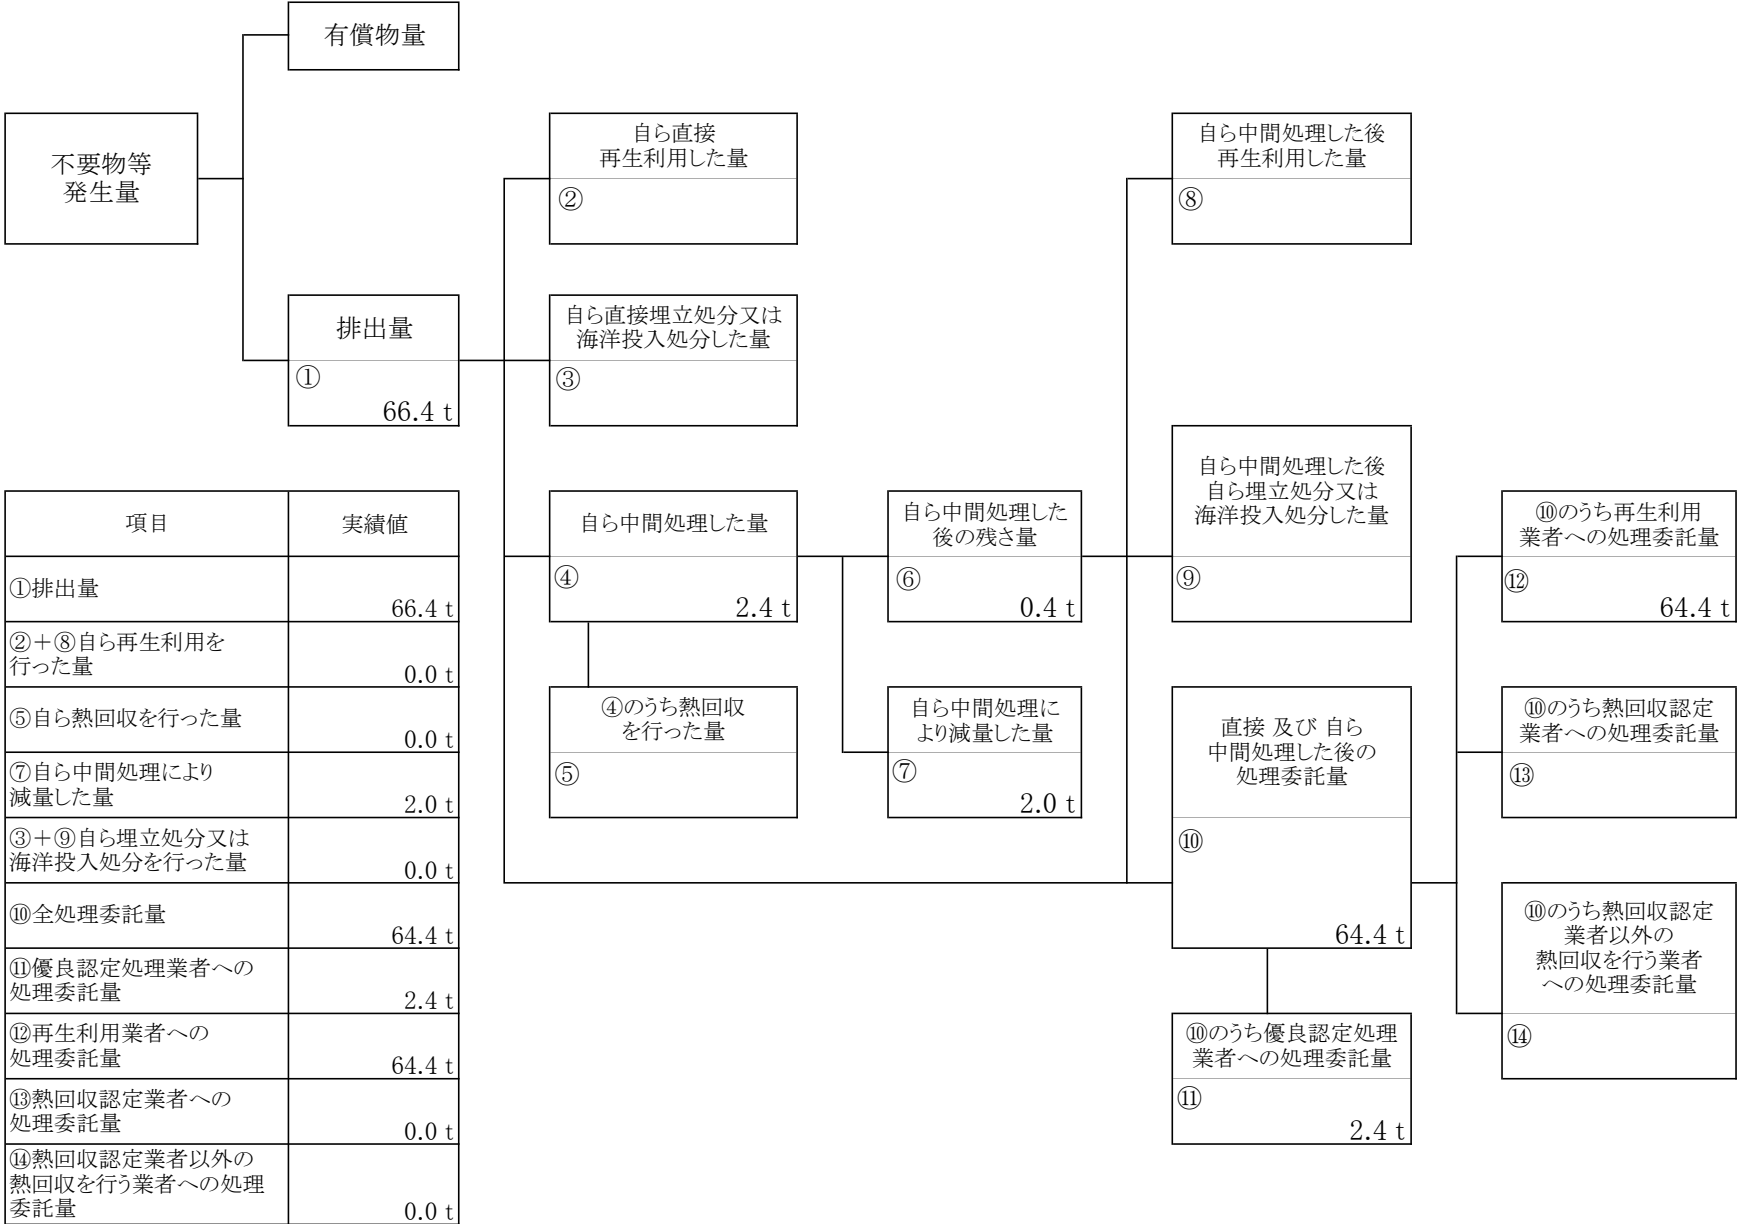 有償物量
不要物等
発生量
自ら直接
再生利用した量
②
自ら中間処理した後
再生利用した量
⑧
排出量
①
66.4 t
自ら直接埋立処分又は
海洋投入処分した量
③
自ら中間処理した量
④
2.4 t
自ら中間処理した
後の残さ量
⑥
0.4 t
自ら中間処理した後
自ら埋立処分又は
海洋投入処分した量
⑨
⑩のうち再生利用
業者への処理委託量
⑫
64.4 t
④のうち熱回収
を行った量
⑤
自ら中間処理に
より減量した量
⑦
2.0 t
直接 及び 自ら
中間処理した後の
処理委託量
⑩
64.4 t
⑩のうち熱回収認定
業者への処理委託量
⑬
⑩のうち熱回収認定
業者以外の
熱回収を行う業者
への処理委託量
⑭
⑩のうち優良認定処理
業者への処理委託量
⑪
2.4 t
項目 実績値
①排出量
66.4 t
②＋⑧自ら再生利用を
行った量
0.0 t
⑤自ら熱回収を行った量
0.0 t
⑦自ら中間処理により
減量した量
2.0 t
③＋⑨自ら埋立処分又は
海洋投入処分を行った量
0.0 t
⑩全処理委託量
64.4 t
⑪優良認定処理業者への
処理委託量
2.4 t
⑫再生利用業者への
処理委託量
64.4 t
⑬熱回収認定業者への
処理委託量
0.0 t
⑭熱回収認定業者以外の
熱回収を行う業者への処理
委託量
0.0 t